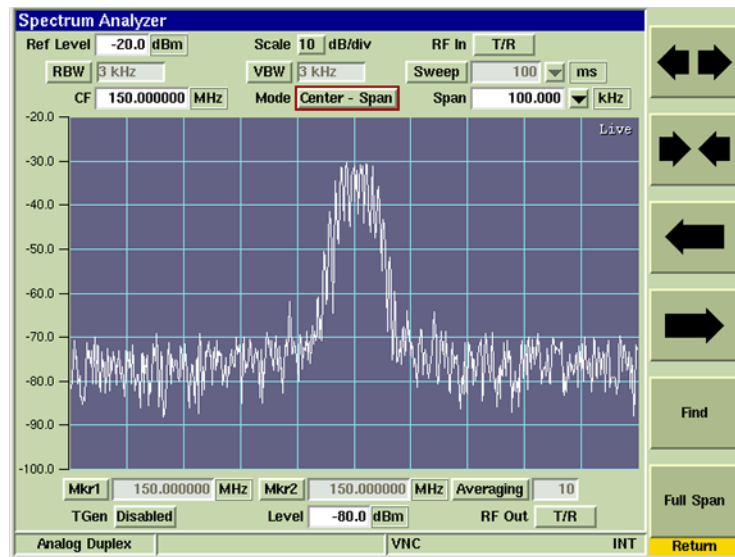 Spectrum Analyzer
Ref Level -20.0 dBm Scale 10 dB/div RF In T/R
RBW 3 kHz VBW 3 kHz Sweep 100 ms
CF 150.000000 MHz Mode Center - Span Span 100.000 kHz
-20.0
Live
-30.0
-40.0
-50.0
-60.0
-70.0
-80.0
-90.0
-100.0
Mkr1 150.000000 MHz Mkr2 150.000000 MHz Averaging 10
TGen Disabled Level -80.0 dBm RF Out T/R
Analog Duplex VNC INT
Find
Full Span
Return